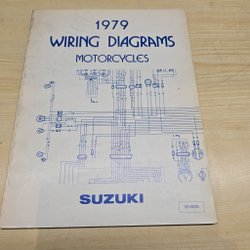 1979
WIRING DIAGRAMS
MOTORCYCLES
SUZUKI